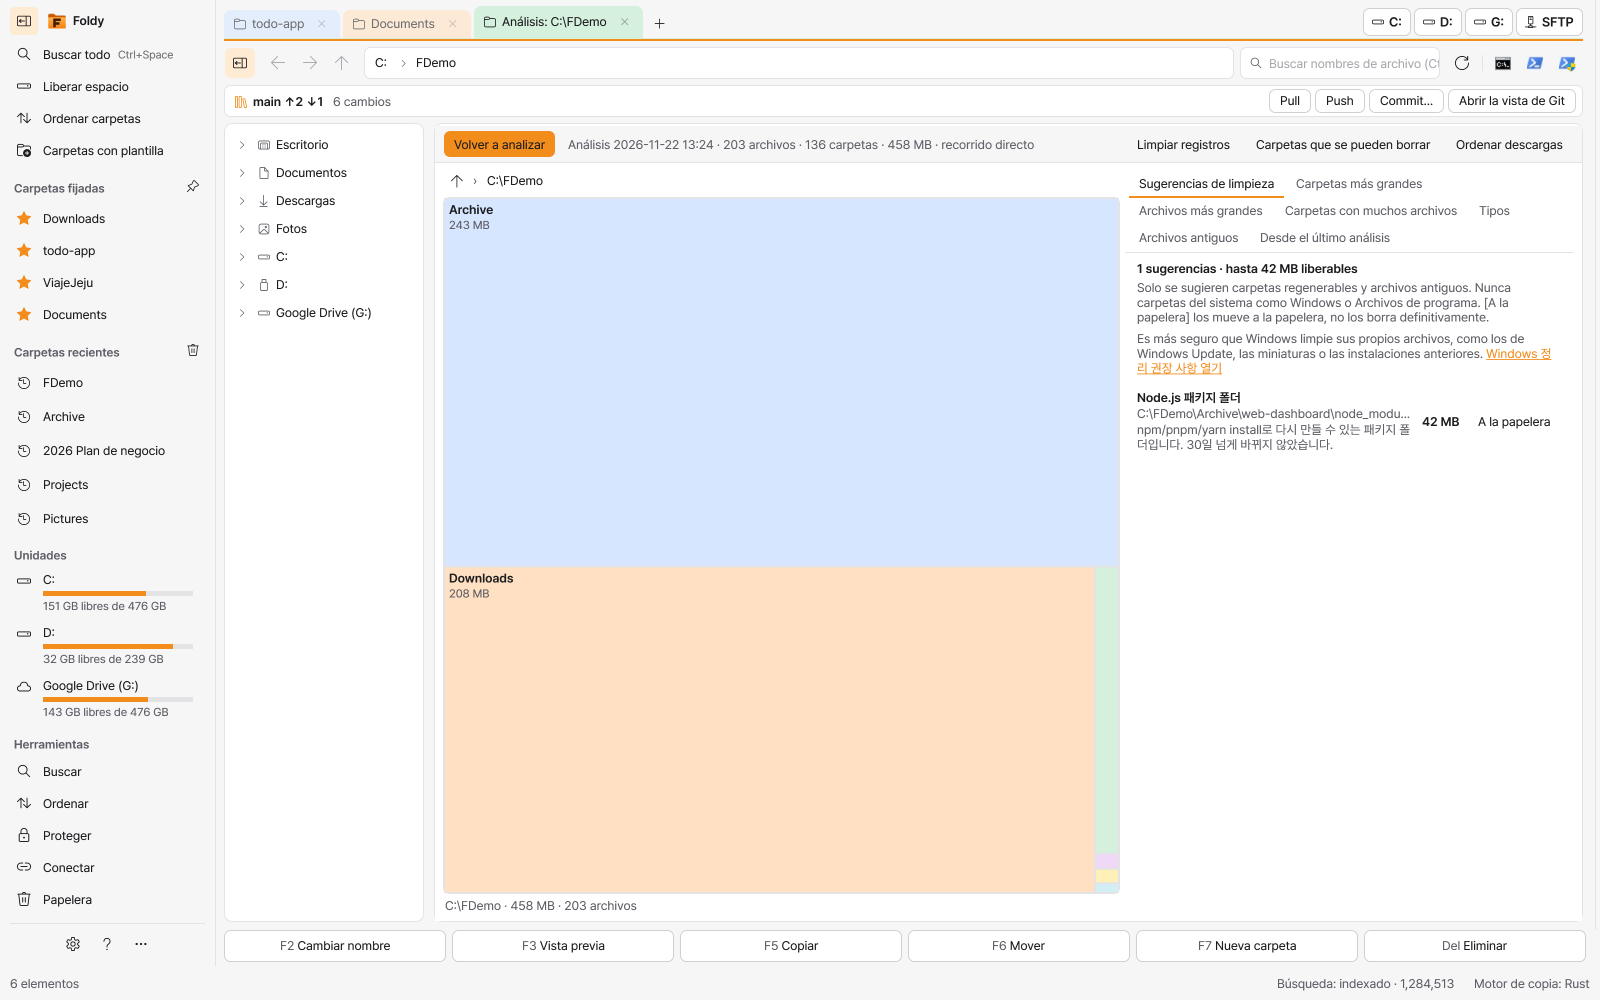 Foldy
Buscar todo Ctrl+Space
Liberar espacio
Ordenar carpetas
Carpetas con plantilla
Carpetas fijadas
Downloads
todo-app
ViajeJeju
Documents
Carpetas recientes
FDemo
Archive
2026 Plan de negocio
Projects
Pictures
Unidades
C:
151 GB libres de 476 GB
D:
32 GB libres de 239 GB
Google Drive (G:)
143 GB libres de 476 GB
Herramientas
Buscar
Ordenar
Proteger
Conectar
Papelera
6 elementos
todo-app
Documents
Análisis: C:\FDemo
C:
D:
G:
SFTP
C: › FDemo
Buscar nombres de archivo (Ct
main ↑2 ↓1 6 cambios
Pull
Push
Commit...
Abrir la vista de Git
Escritorio
Documentos
Descargas
Fotos
C:
D:
Google Drive (G:)
Volver a analizar
Análisis 2026-11-22 13:24 · 203 archivos · 136 carpetas · 458 MB · recorrido directo
Limpiar registros
Carpetas que se pueden borrar
Ordenar descargas
↑ › C:\FDemo
Archive
243 MB
Downloads
208 MB
C:\FDemo · 458 MB · 203 archivos
Sugerencias de limpieza
Carpetas más grandes
Archivos más grandes
Carpetas con muchos archivos
Tipos
Archivos antiguos
Desde el último análisis
1 sugerencias · hasta 42 MB liberables
Solo se sugieren carpetas regenerables y archivos antiguos. Nunca
carpetas del sistema como Windows o Archivos de programa. [A la
papelera] los mueve a la papelera, no los borra definitivamente.
Es más seguro que Windows limpie sus propios archivos, como los de
Windows Update, las miniaturas o las instalaciones anteriores. Windows 정
리 권장 사항 열기
Node.js 패키지 폴더
C:\FDemo\Archive\web-dashboard\node_modu...
npm/pnpm/yarn install로 다시 만들 수 있는 패키지 폴
더입니다. 30일 넘게 바뀌지 않았습니다.
42 MB
A la papelera
F2 Cambiar nombre
F3 Vista previa
F5 Copiar
F6 Mover
F7 Nueva carpeta
Del Eliminar
Búsqueda: indexado · 1,284,513
Motor de copia: Rust